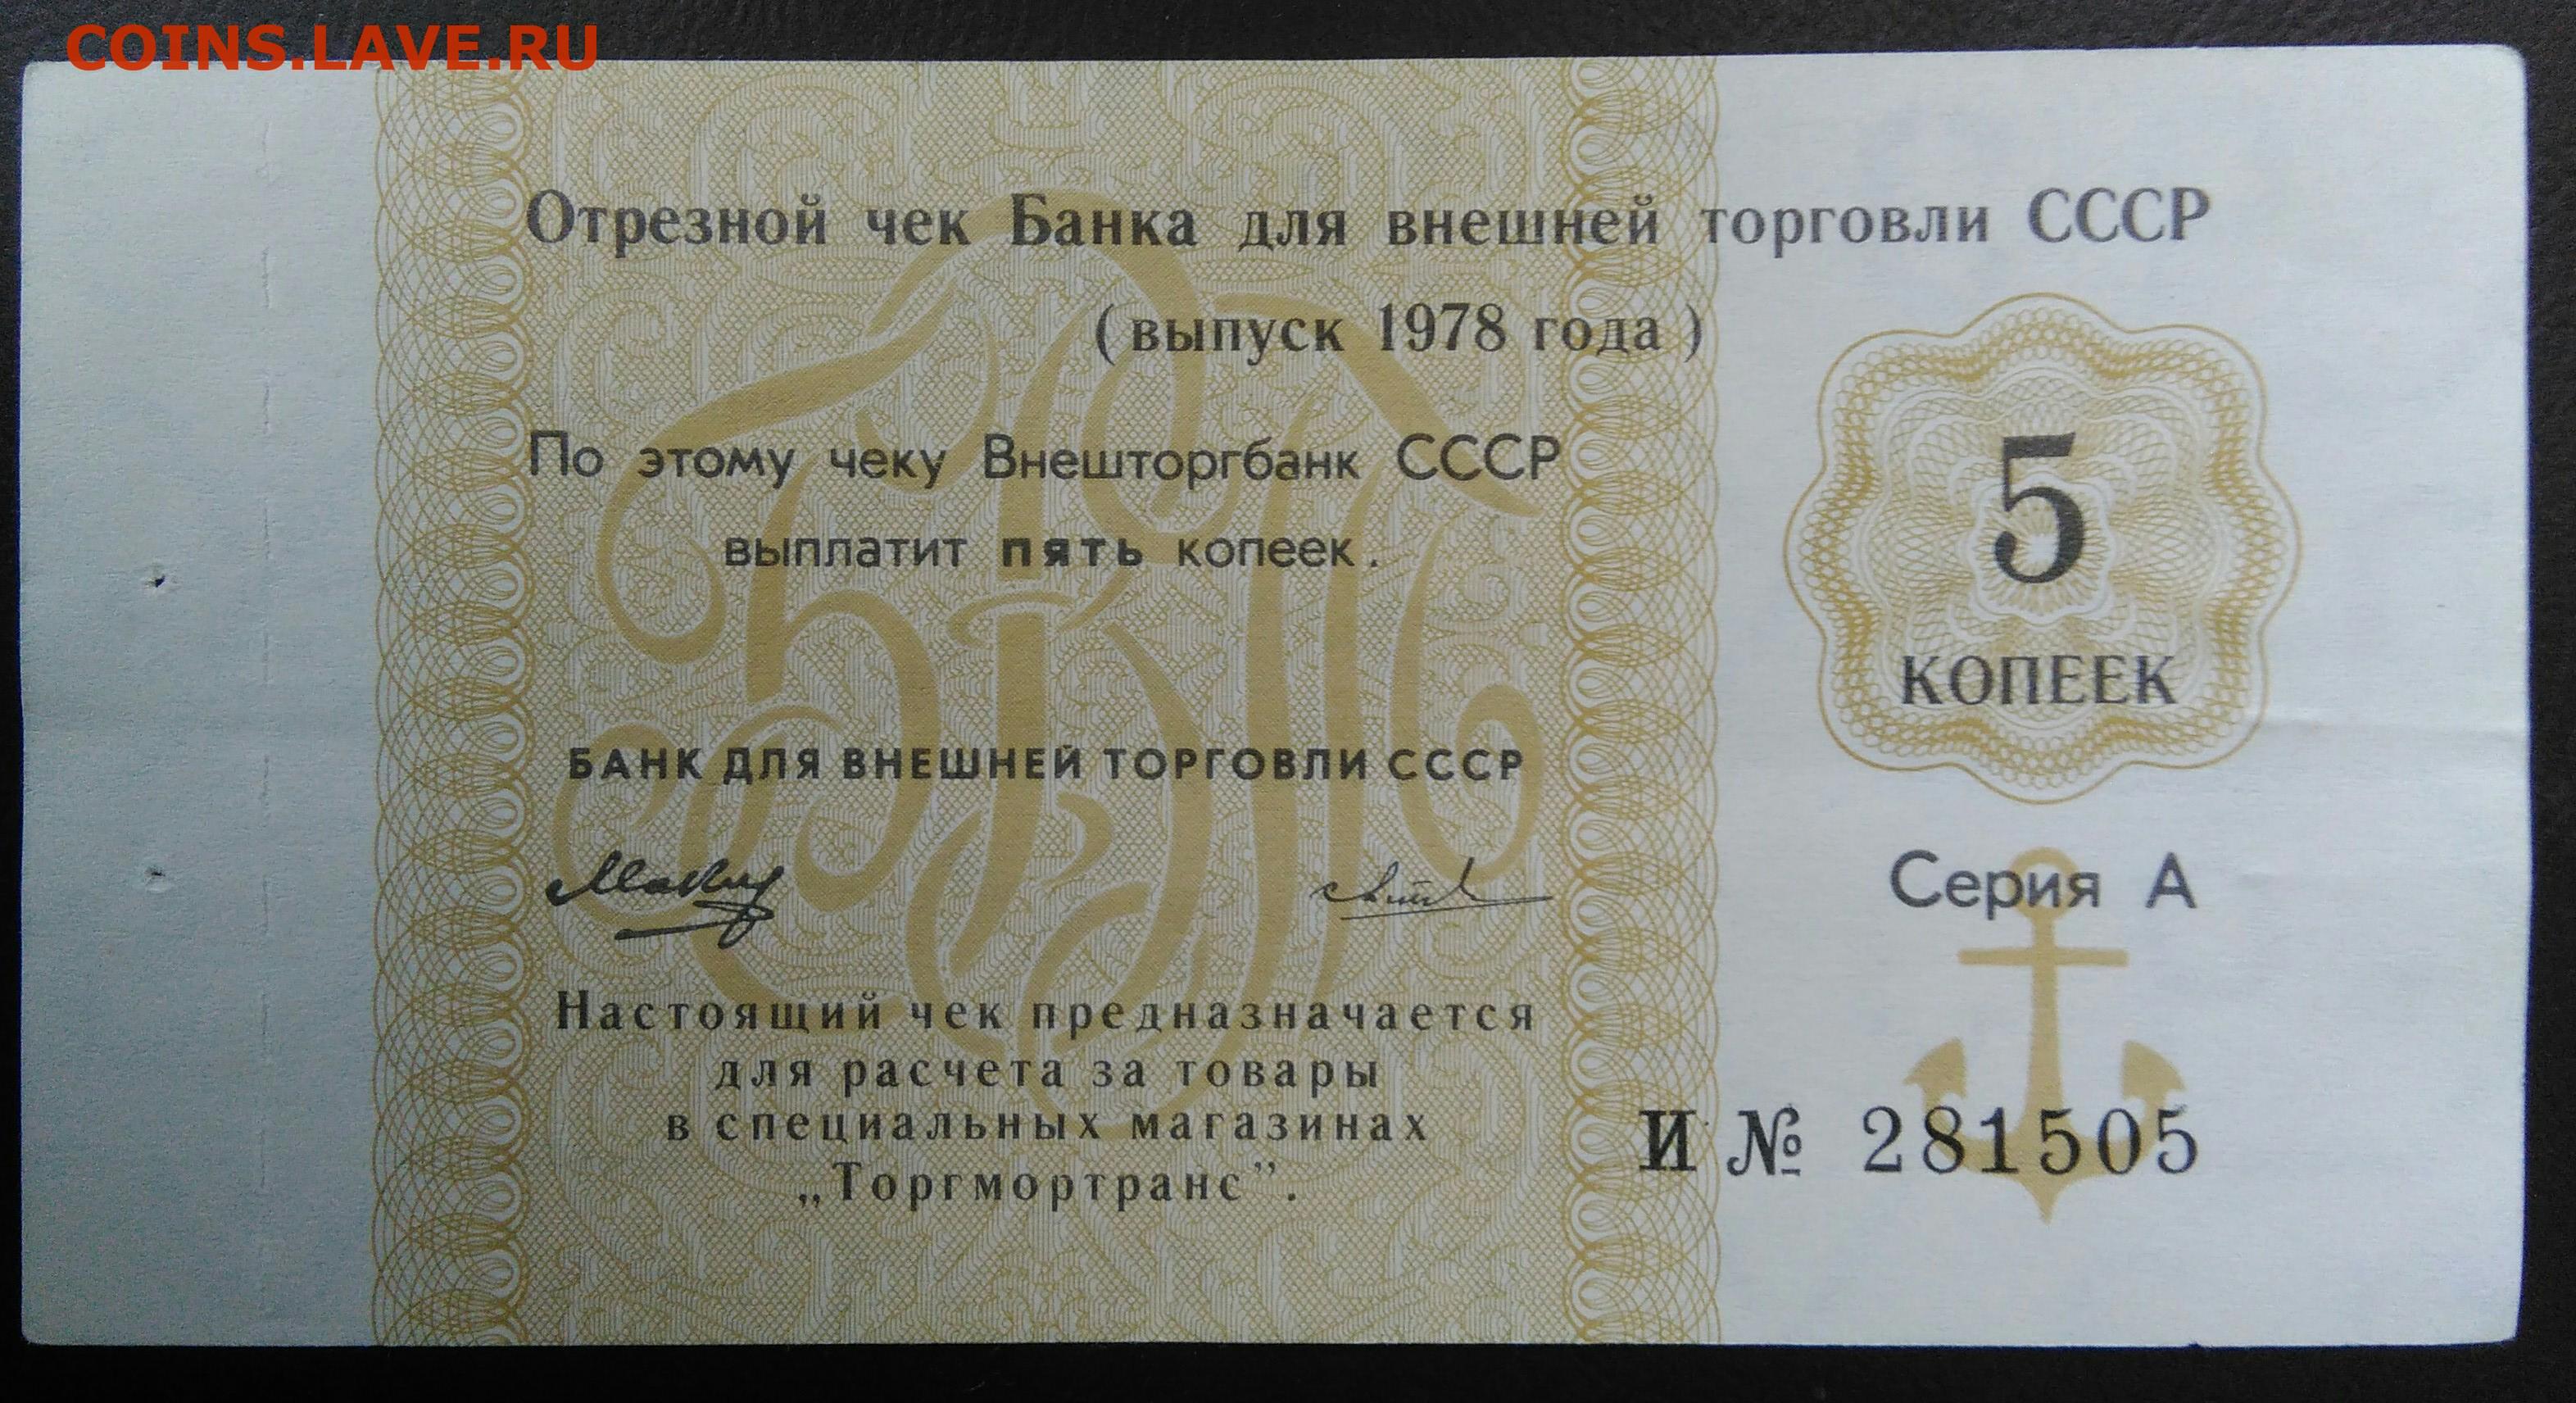 COINS.LAVE.RU
Отрезной чек Банка для внешней торговли СССР
( выпуск 1978 года )
По этому чеку Внешторгбанк СССР
выплатит пять копеек.
5
КОПЕЕК
БАНК ДЛЯ ВНЕШНЕЙ ТОРГОВЛИ СССР
Серия А
Настоящий чек предназначается
для расчета за товары
в специальных магазинах
„Торгмортранс”.
И № 281505